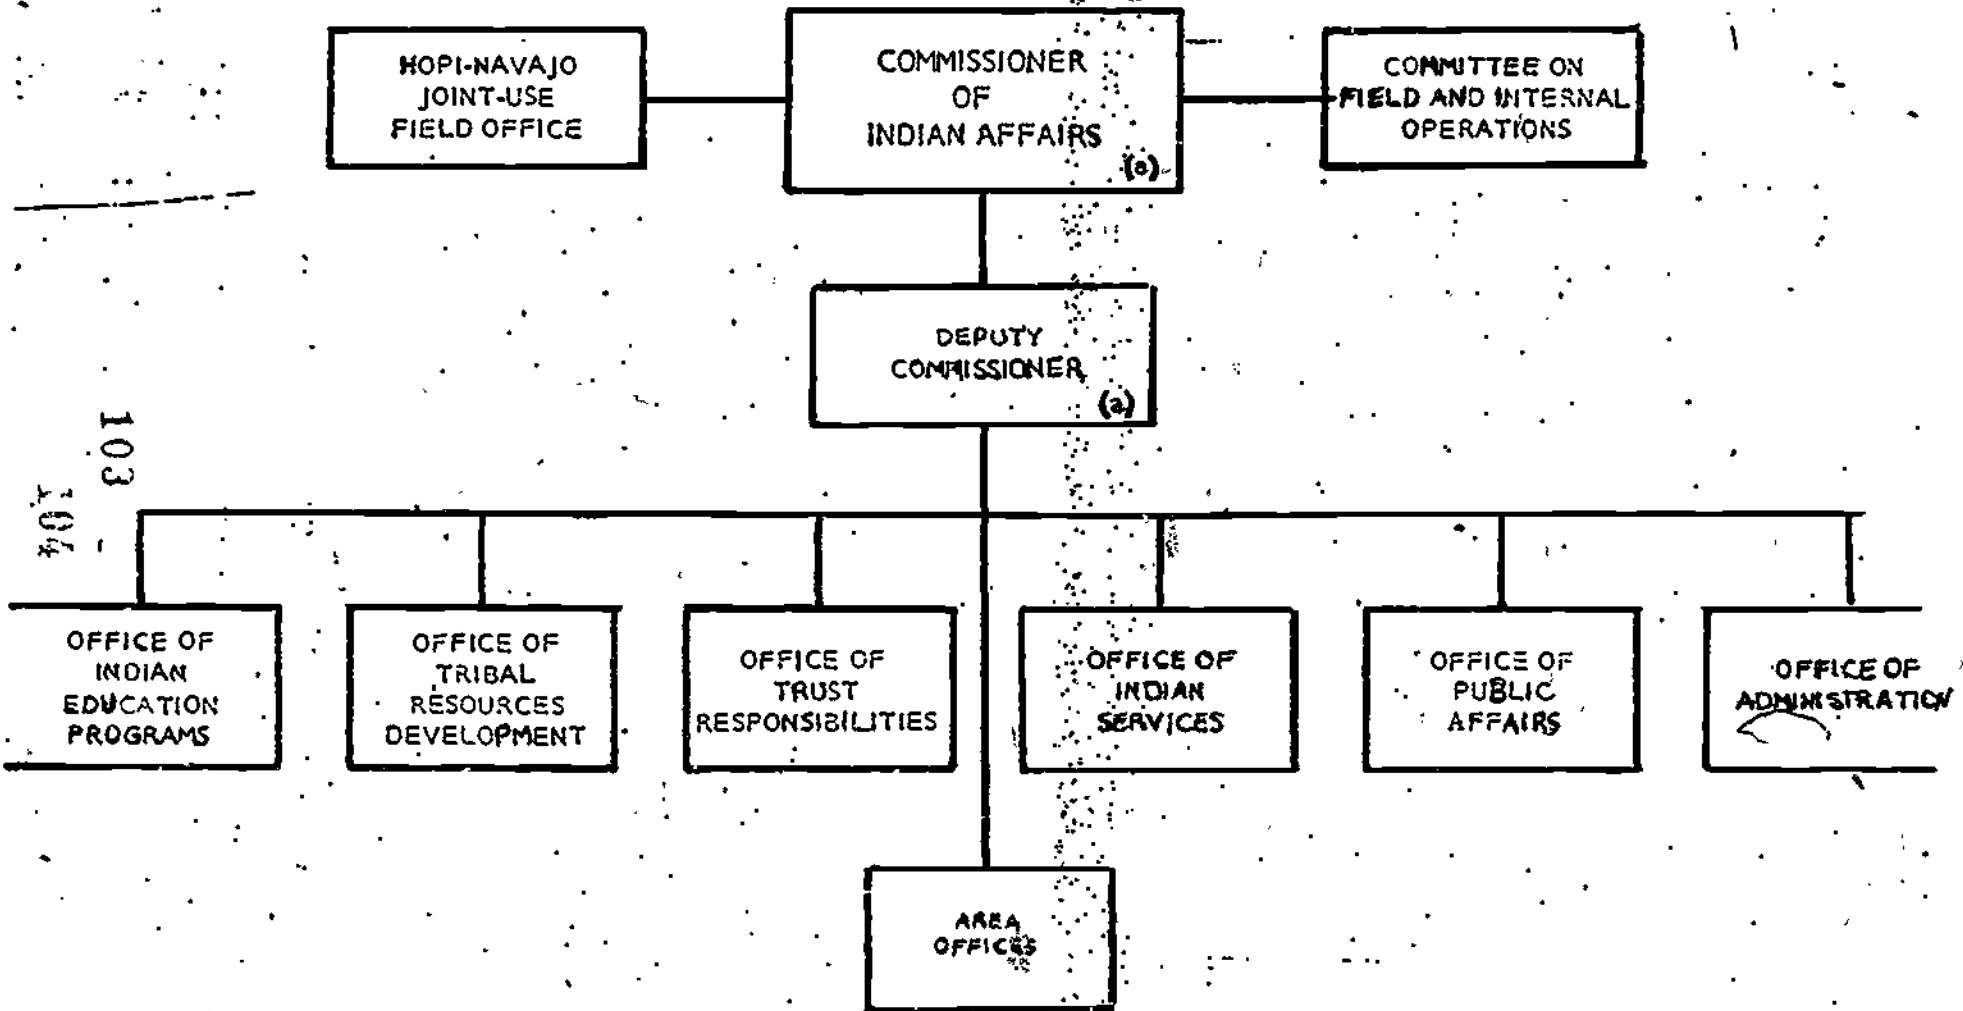 HOPI-NAVAJO
JOINT-USE
FIELD OFFICE
COMMISSIONER
OF
INDIAN AFFAIRS
(a)
COMMITTEE ON
FIELD AND INTERNAL
OPERATIONS
DEPUTY
COMMISSIONER
(a)
103
104
OFFICE OF
INDIAN
EDUCATION
PROGRAMS
OFFICE OF
TRIBAL
RESOURCES
DEVELOPMENT
OFFICE OF
TRUST
RESPONSIBILITIES
OFFICE OF
INDIAN
SERVICES
OFFICE OF
PUBLIC
AFFAIRS
OFFICE OF
ADMINISTRATION
AREA
OFFICES